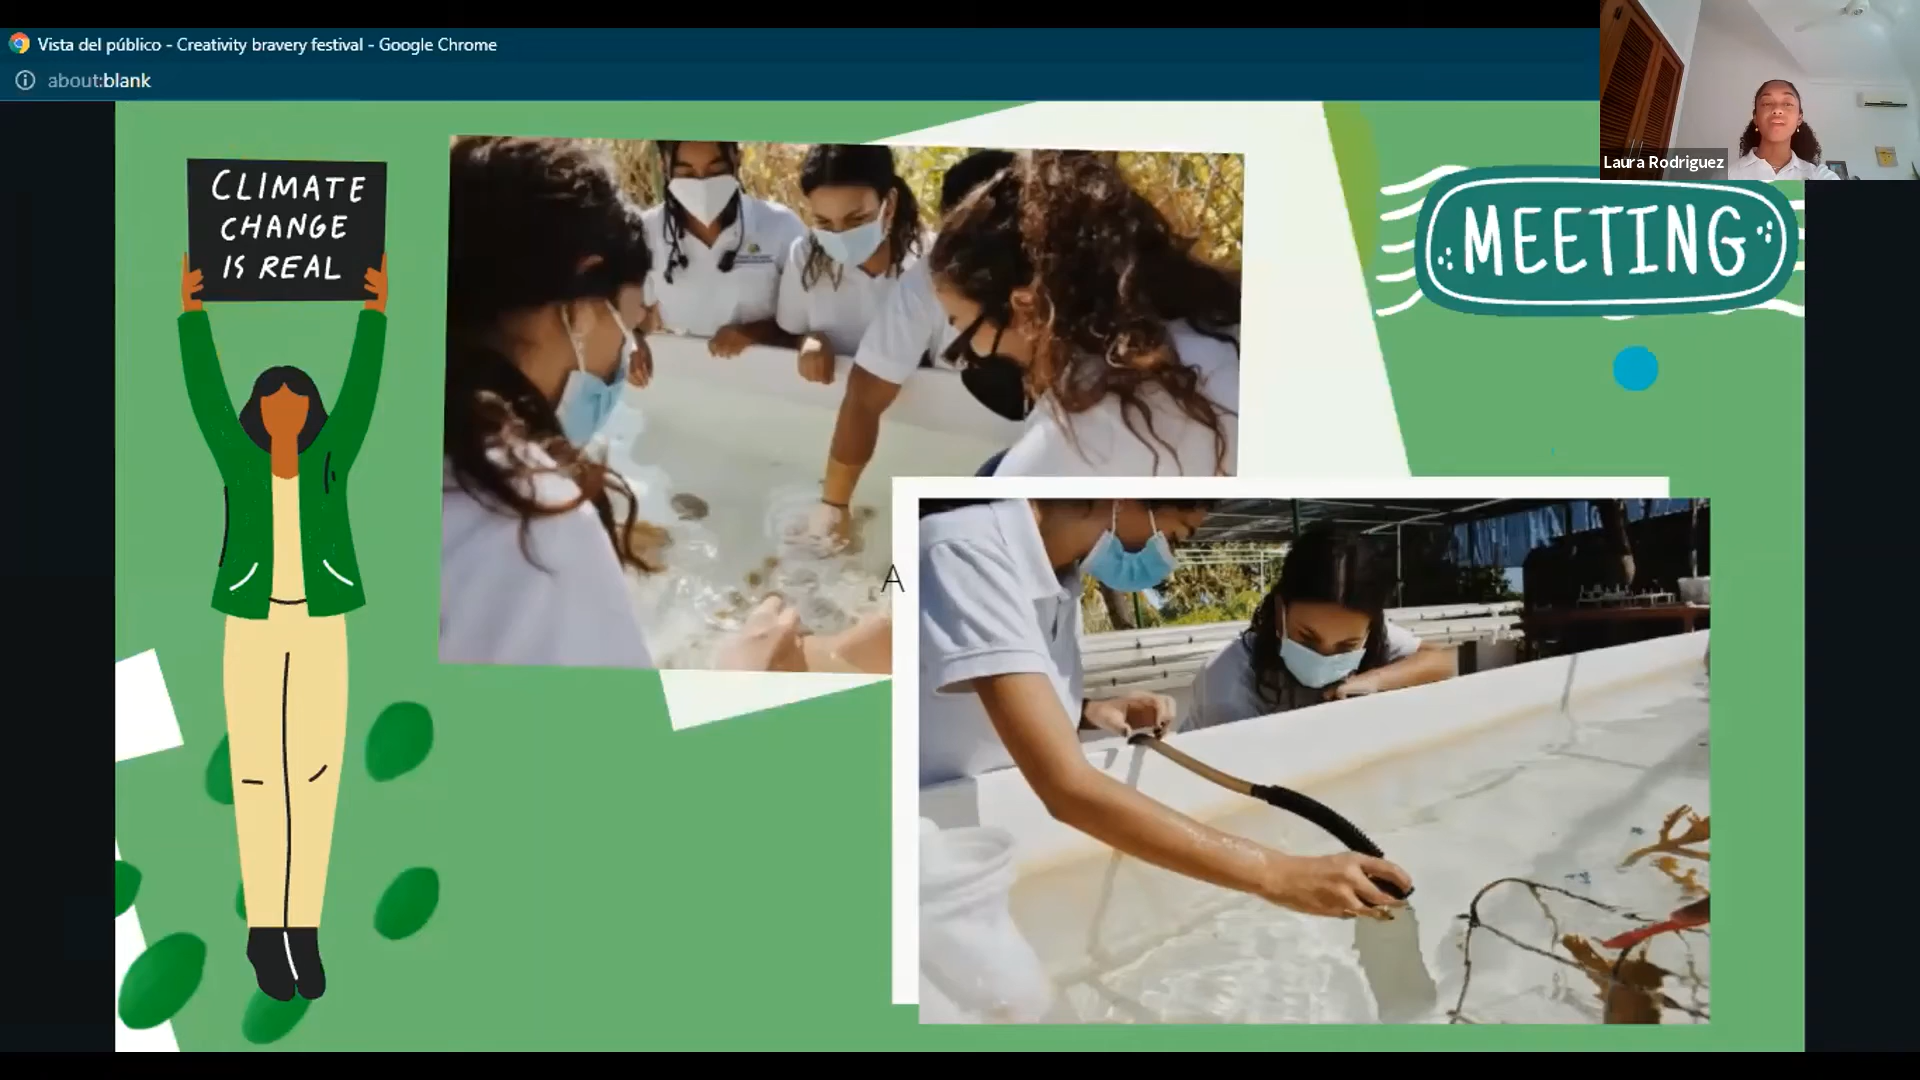 Vista del público - Creativity bravery festival - Google Chrome
about:blank
Laura Rodriguez
CLIMATE
CHANGE
IS REAL
MEETING
A